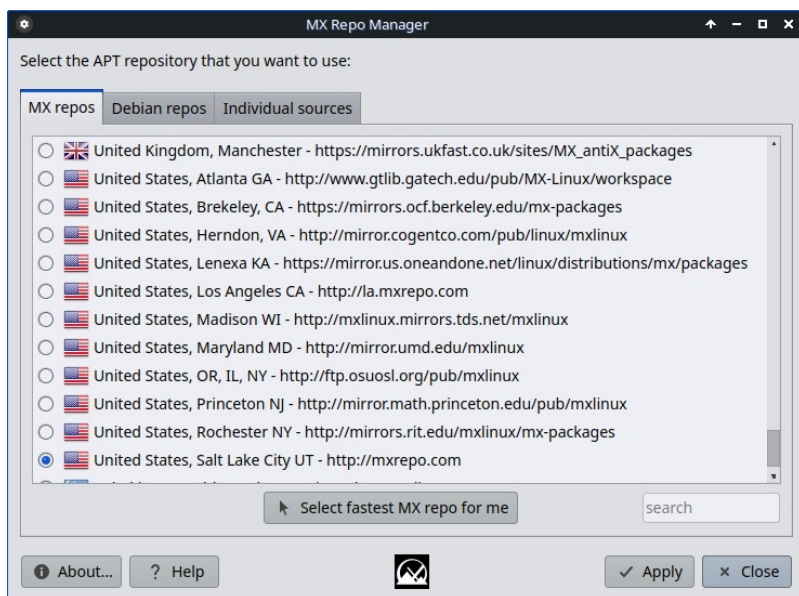 MX Repo Manager
Select the APT repository that you want to use:
MX repos Debian repos Individual sources
United Kingdom, Manchester - https://mirrors.ukfast.co.uk/sites/MX_antiX_packages
United States, Atlanta GA - http://www.gtlib.gatech.edu/pub/MX-Linux/workspace
United States, Brekeley, CA - https://mirrors.ocf.berkeley.edu/mx-packages
United States, Herndon, VA - http://mirror.cogentco.com/pub/linux/mxlinux
United States, Lenexa KA - https://mirror.us.oneandone.net/linux/distributions/mx/packages
United States, Los Angeles CA - http://la.mxrepo.com
United States, Madison WI - http://mxlinux.mirrors.tds.net/mxlinux
United States, Maryland MD - http://mirror.umd.edu/mxlinux
United States, OR, IL, NY - http://ftp.osuosl.org/pub/mxlinux
United States, Princeton NJ - http://mirror.math.princeton.edu/pub/mxlinux
United States, Rochester NY - http://mirrors.rit.edu/mxlinux/mx-packages
United States, Salt Lake City UT - http://mxrepo.com
Select fastest MX repo for me search
About... ? Help Apply Close